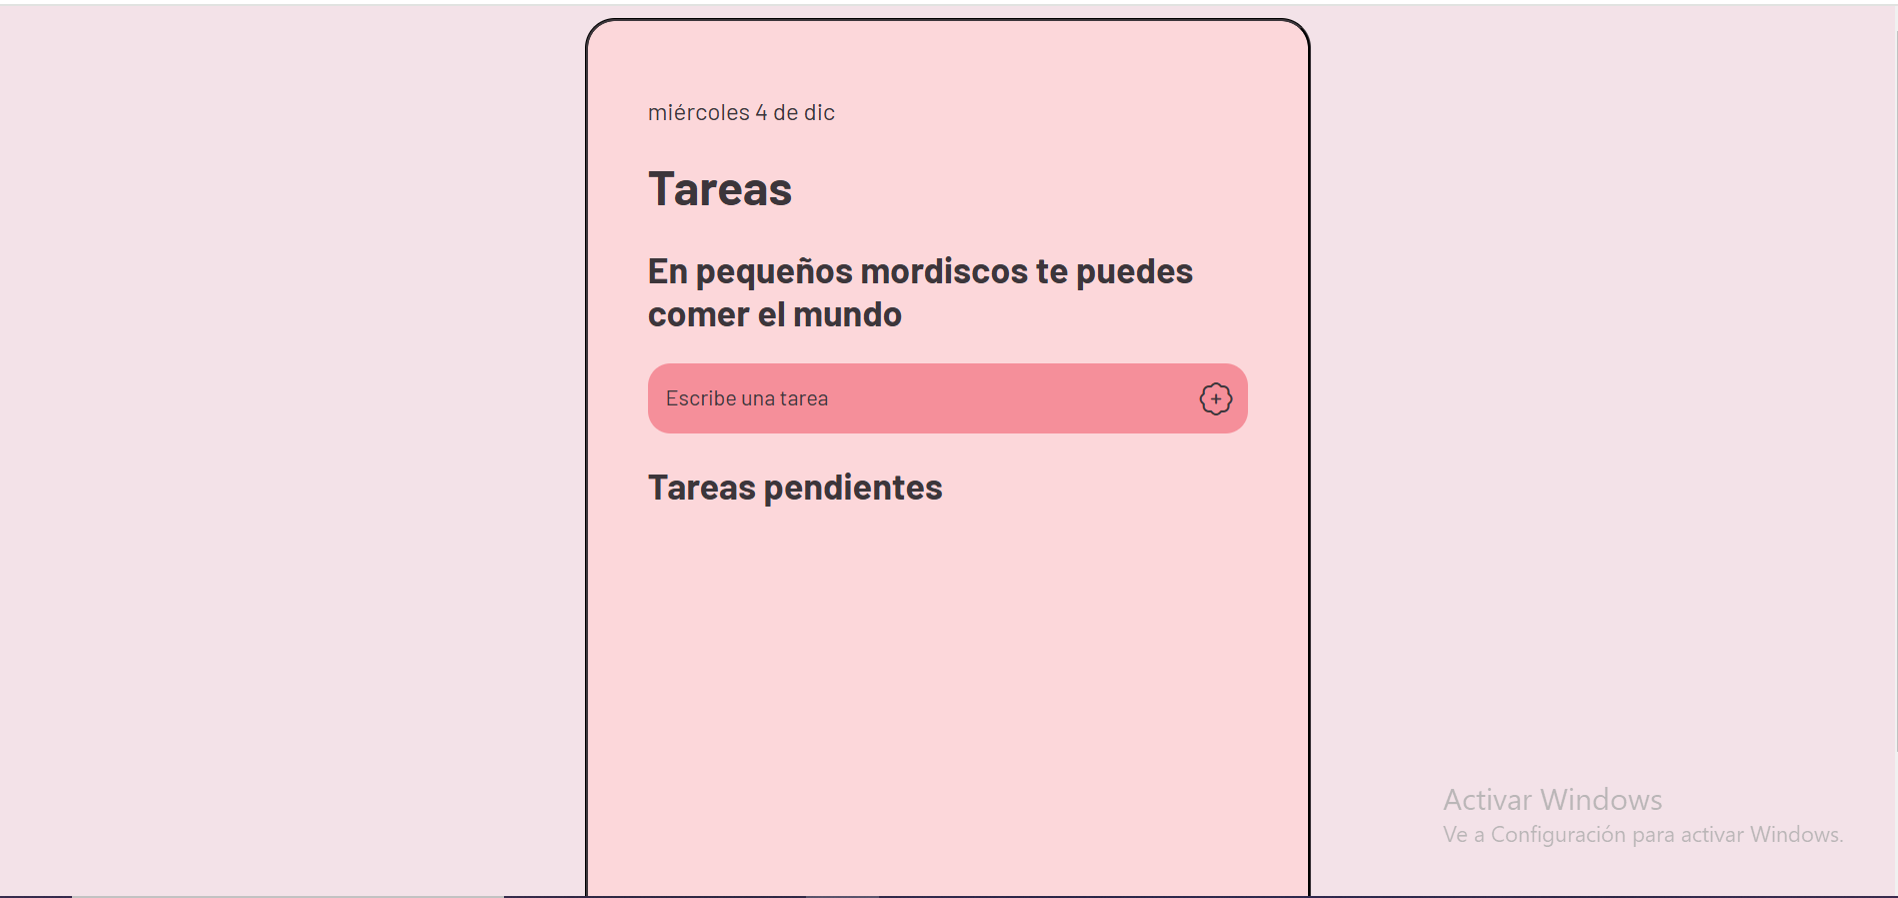 miércoles 4 de dic
Tareas
En pequeños mordiscos te puedes
comer el mundo
Escribe una tarea
Tareas pendientes
Activar Windows
Ve a Configuración para activar Windows.